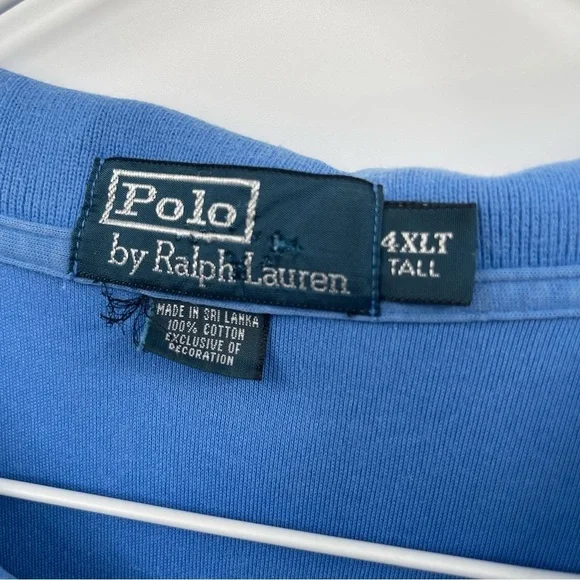 Polo
by Ralph Lauren
4XLT
TALL
MADE IN SRI LANKA
100% COTTON
EXCLUSIVE OF
DECORATION